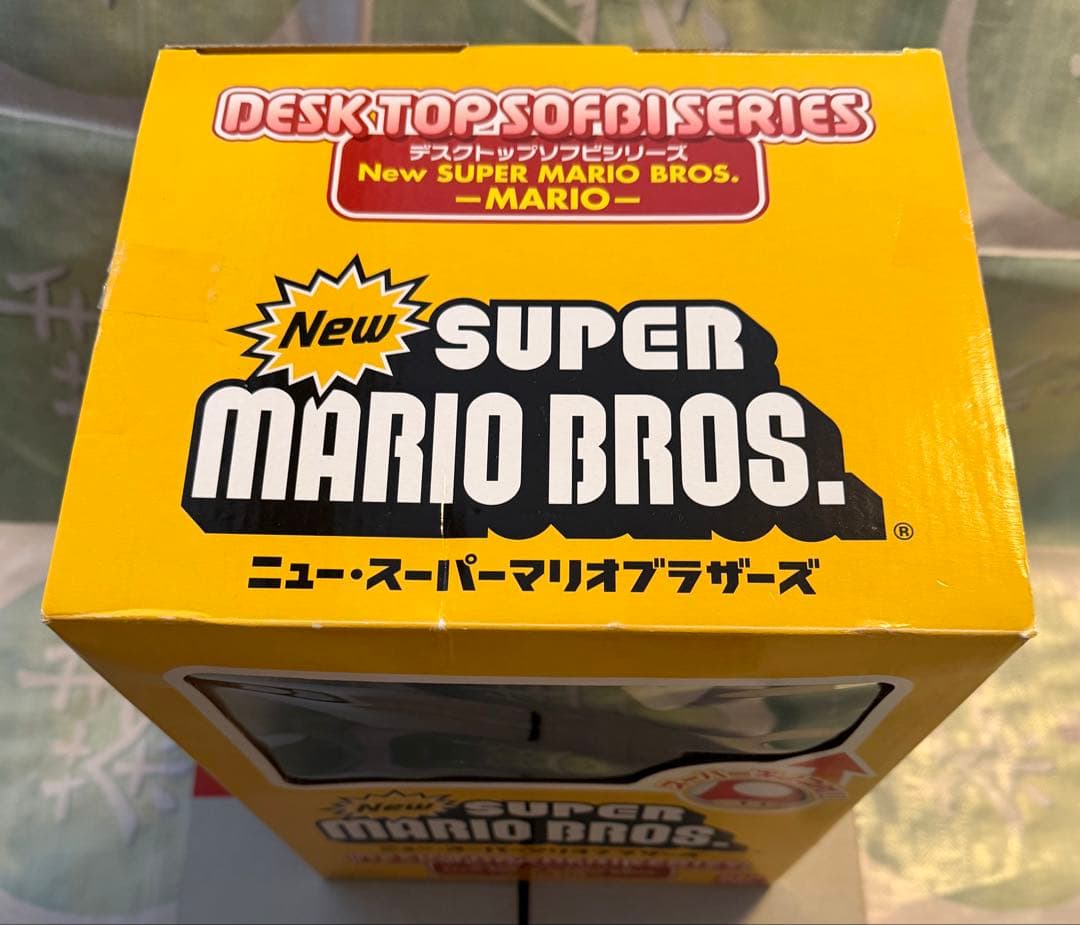 DESKTOP SOFBI SERIES
デスクトップソフビシリーズ
New SUPER MARIO BROS.
—MARIO—
New SUPER
MARIO BROS.
®
ニュー・スーパーマリオブラザーズ
New SUPER
MARIO BROS.